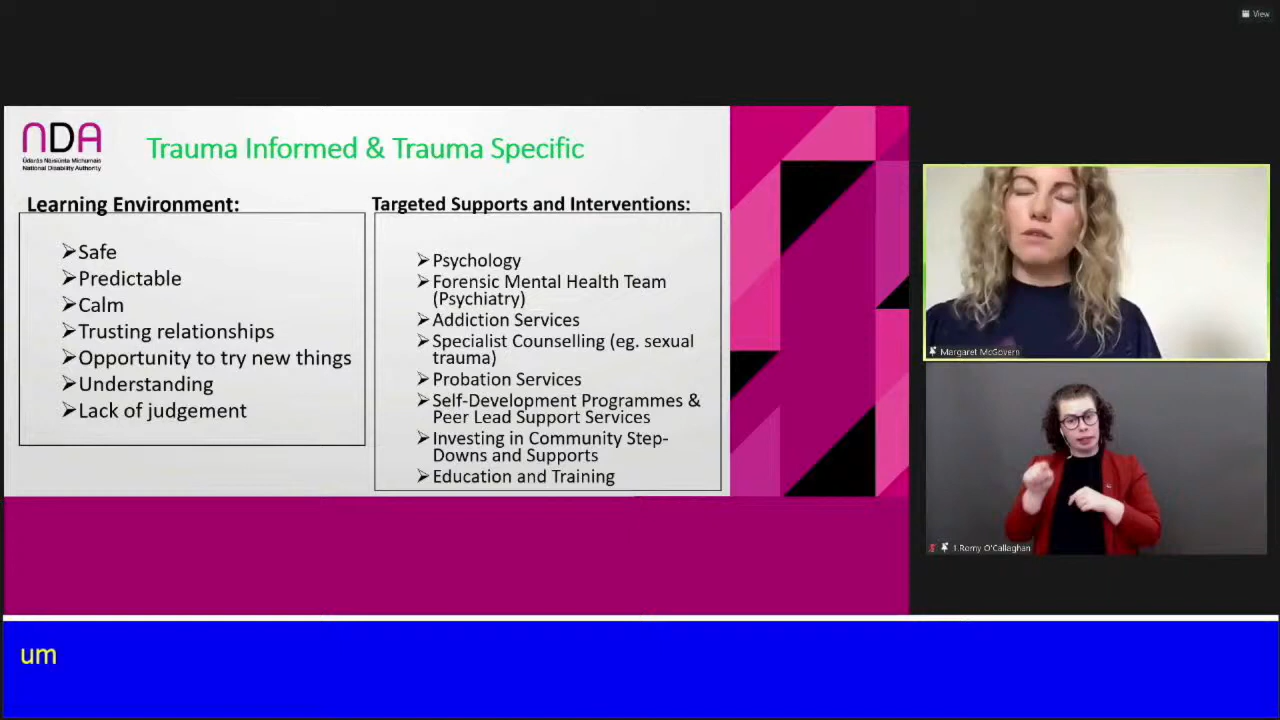 View
NDA
Údarás Náisiúnta Míchumais
National Disability Authority
Trauma Informed & Trauma Specific
Learning Environment:
Safe
Predictable
Calm
Trusting relationships
Opportunity to try new things
Understanding
Lack of judgement
Targeted Supports and Interventions:
Psychology
Forensic Mental Health Team
(Psychiatry)
Addiction Services
Specialist Counselling (eg. sexual
trauma)
Probation Services
Self-Development Programmes &
Peer Lead Support Services
Investing in Community Step-
Downs and Supports
Education and Training
Margaret McGovern
1.Romy O'Callaghan
um